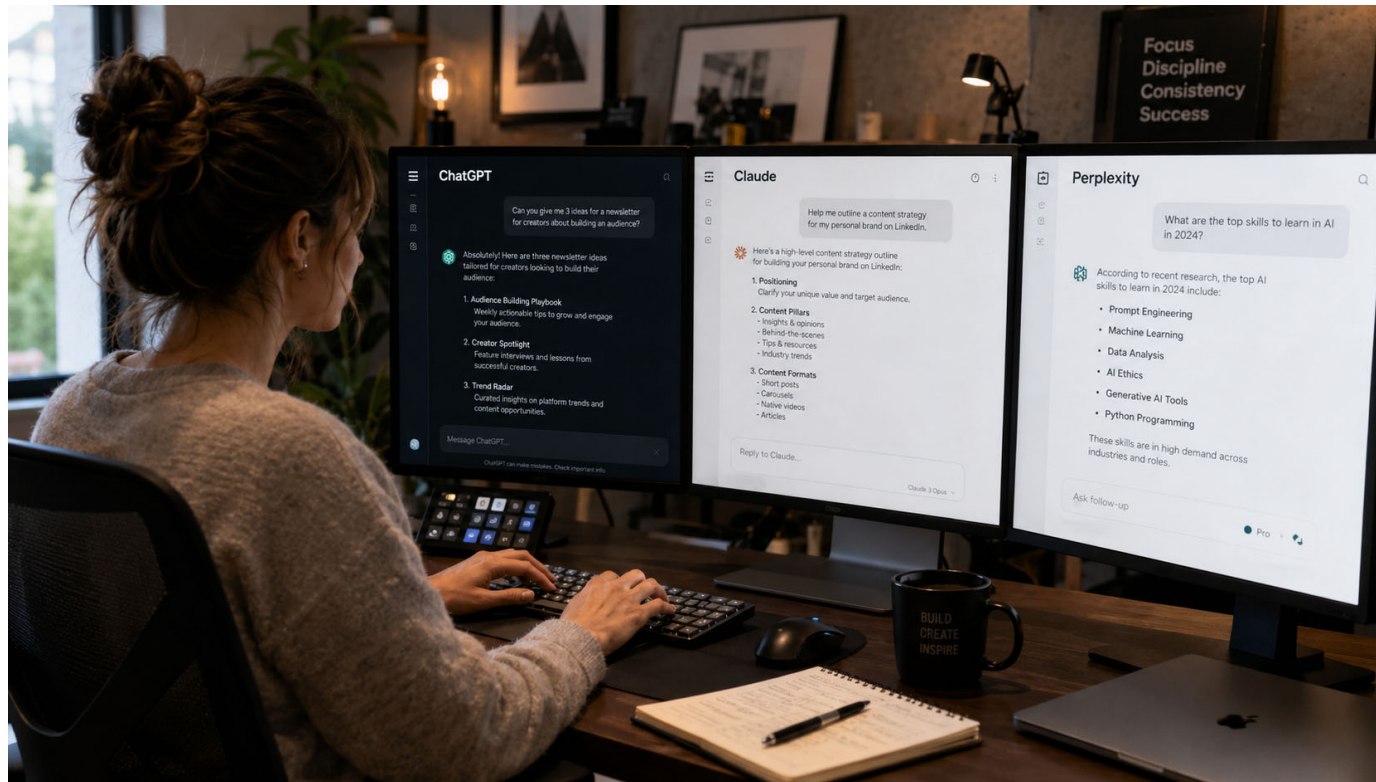 Focus
Discipline
Consistency
Success
ChatGPT
Can you give me 3 ideas for a newsletter
for creators about building an audience?
Absolutely! Here are three newsletter ideas
tailored for creators looking to build their
audience:
1. Audience Building Playbook
Weekly actionable tips to grow and engage
your audience.
2. Creator Spotlight
Feature interviews and lessons from
successful creators.
3. Trend Radar
Curated insights on platform trends and
content opportunities.
Message ChatGPT...
ChatGPT can make mistakes. Check important info.
Claude
Help me outline a content strategy
for my personal brand on LinkedIn.
Here's a high-level content strategy outline
for building your personal brand on LinkedIn:
1. Positioning
Clarify your unique value and target audience.
2. Content Pillars
- Insights & opinions
- Behind-the-scenes
- Tips & resources
- Industry trends
3. Content Formats
- Short posts
- Carousels
- Native videos
- Articles
Reply to Claude...
Claude 3 Opus
Perplexity
What are the top skills to learn in AI
in 2024?
According to recent research, the top AI
skills to learn in 2024 include:
• Prompt Engineering
• Machine Learning
• Data Analysis
• AI Ethics
• Generative AI Tools
• Python Programming
These skills are in high demand across
industries and roles.
Ask follow-up
Pro
BUILD
CREATE
INSPIRE